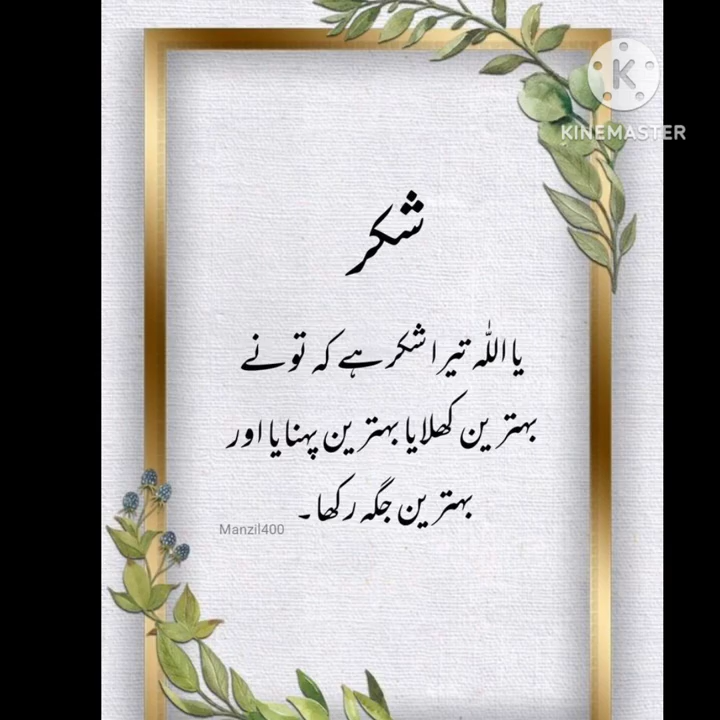 KINEMASTER
شکر
یا اللہ تیرا شکر ہے کہ تو نے
بہترین کھلایا بہترین پہنایا اور
بہترین جگہ رکھا۔
Manzil400